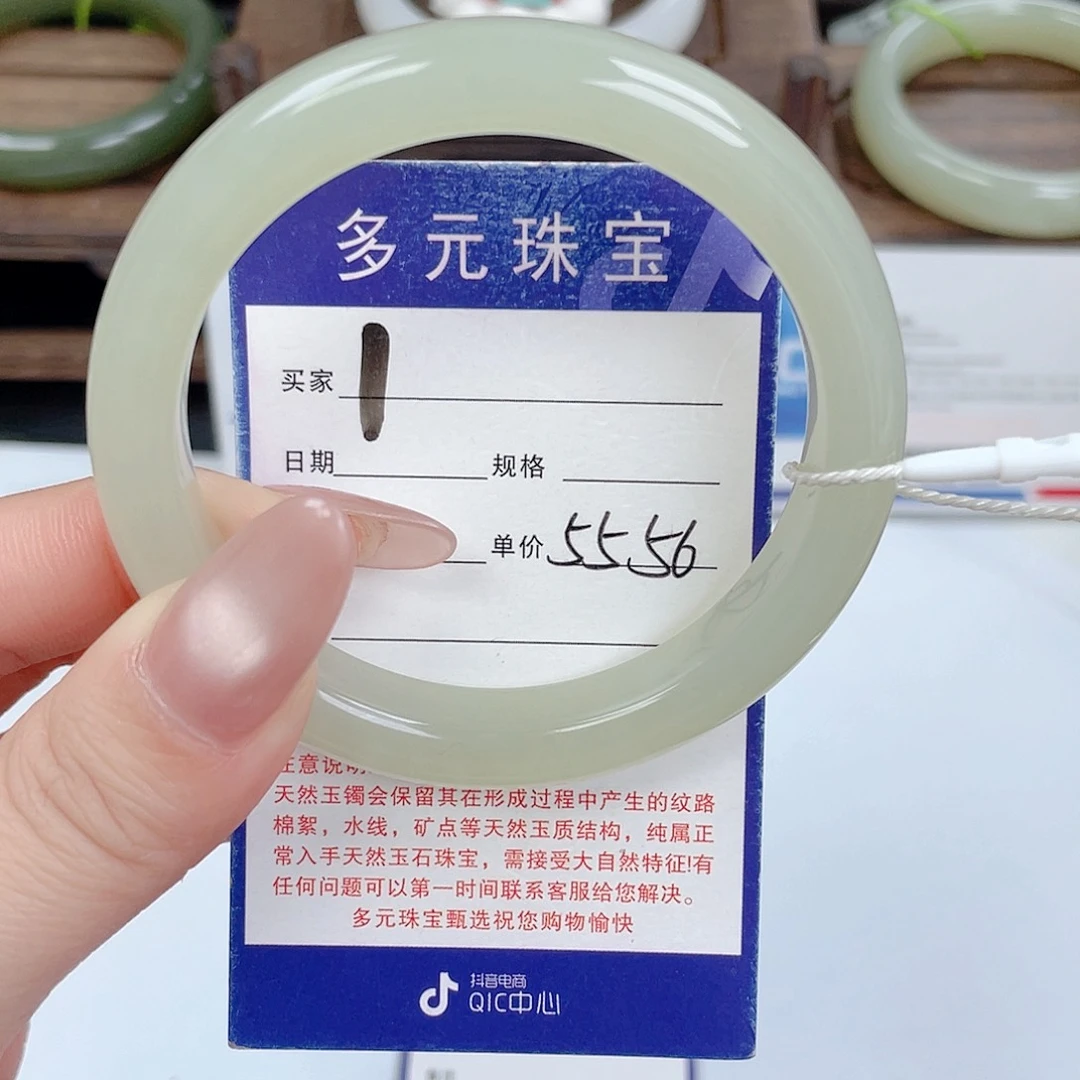 多元珠宝
买家 1
日期 规格
单价 5556
注意说明
天然玉镯会保留其在形成过程中产生的纹路
棉絮，水线，矿点等天然玉质结构，纯属正
常入手天然玉石珠宝，需接受大自然特征!有
任何问题可以第一时间联系客服给您解决。
多元珠宝甄选祝您购物愉快
抖音电商
QIC中心